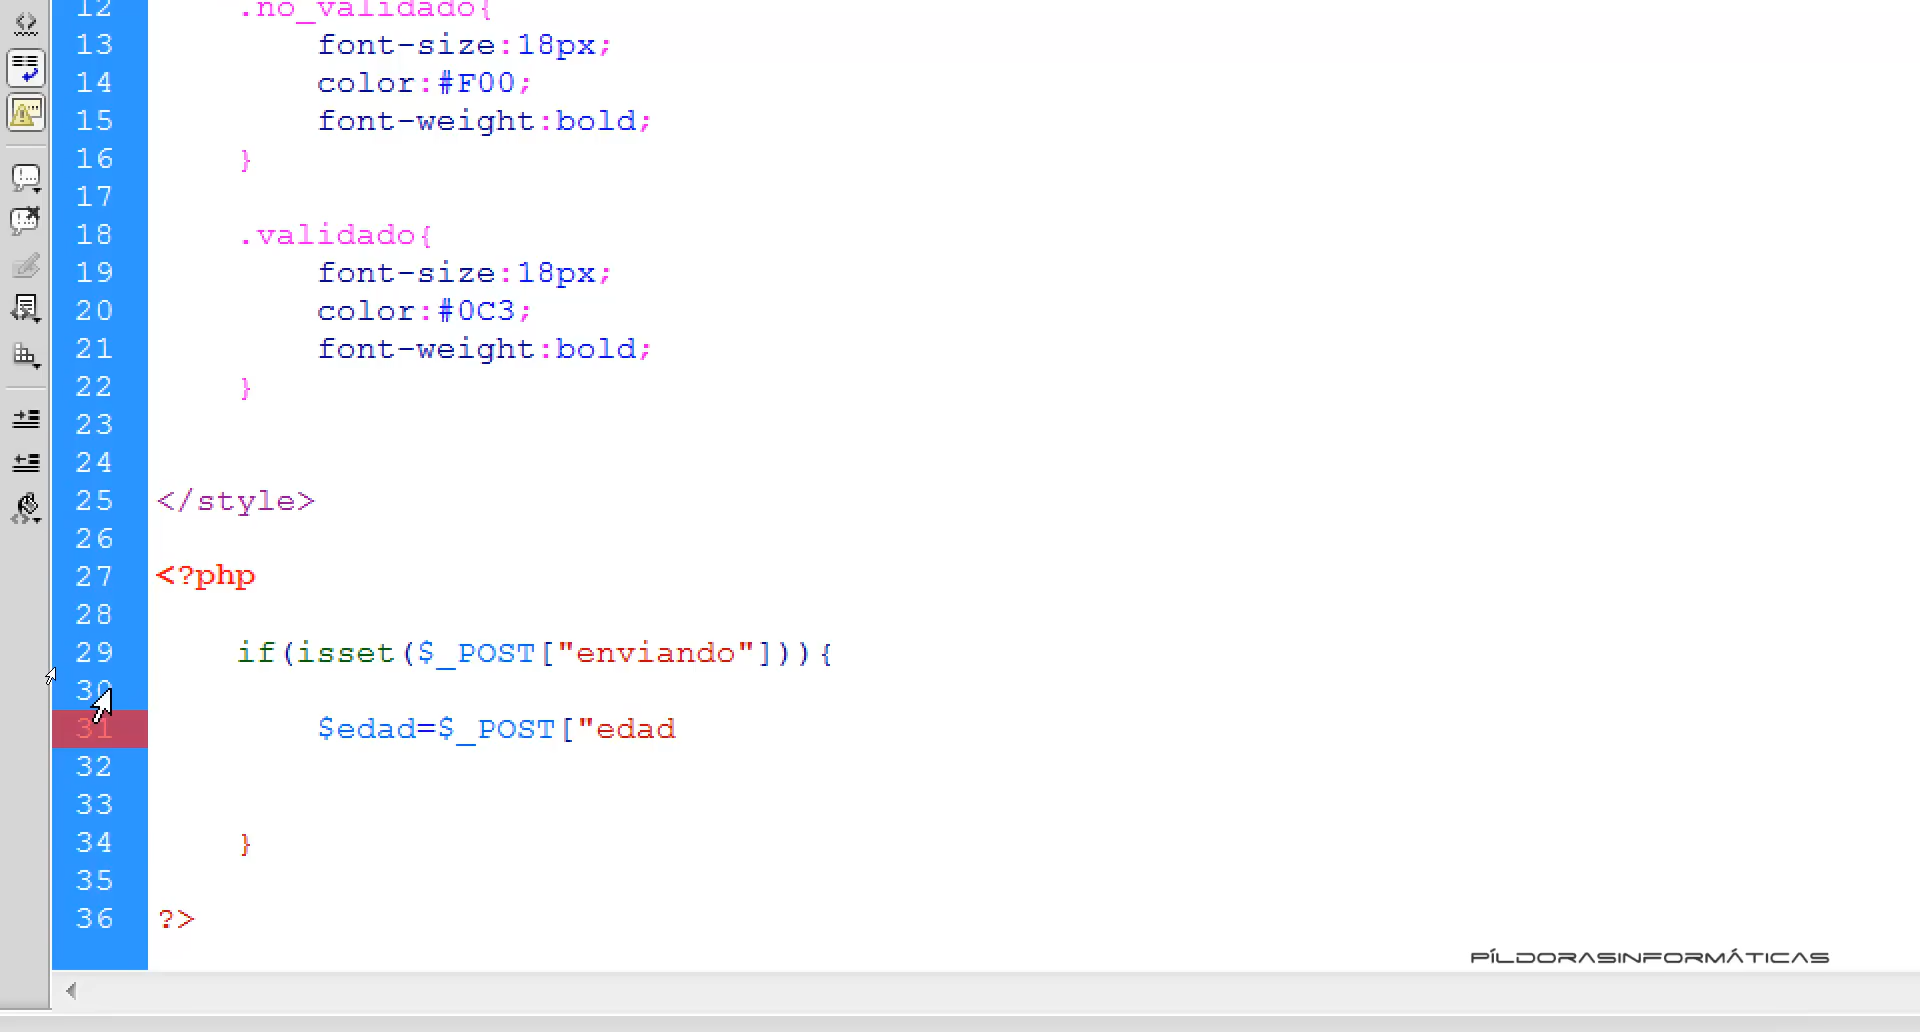 12 .no_validado{
13 font-size:18px;
14 color:#F00;
15 font-weight:bold;
16 }
17
18 .validado{
19 font-size:18px;
20 color:#0C3;
21 font-weight:bold;
22 }
23
24
25 </style>
26
27 <?php
28
29 if(isset($_POST["enviando"])){
30
31 $edad=$_POST["edad
32
33
34 }
35
36 ?>
PÍLDORASINFORMÁTICAS